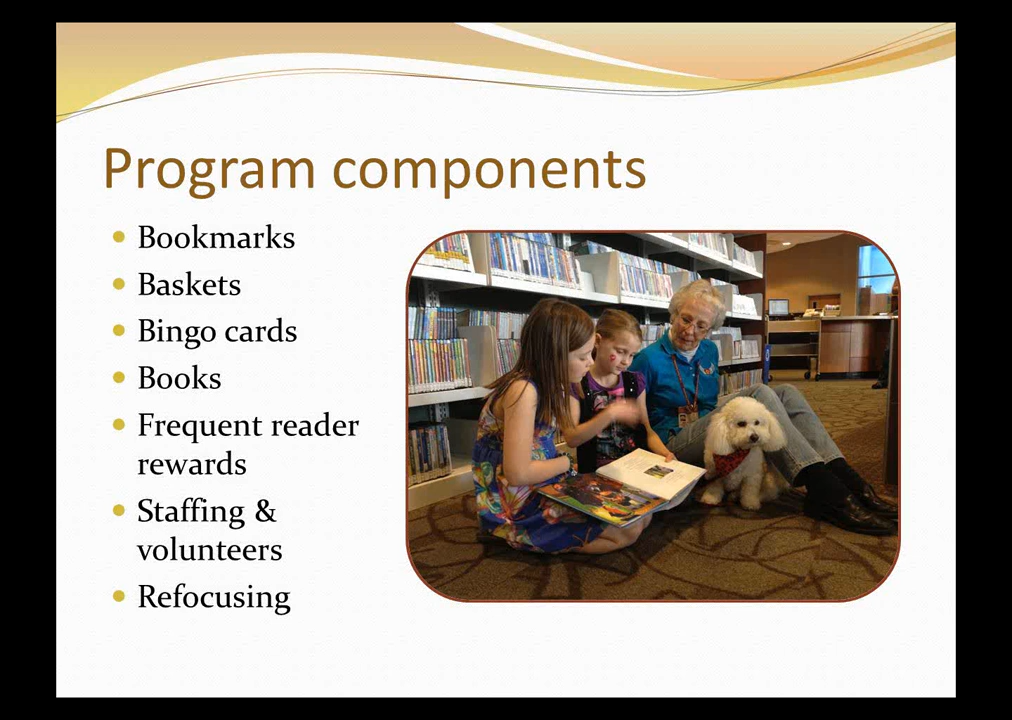 Program components
Bookmarks
Baskets
Bingo cards
Books
Frequent reader
rewards
Staffing &
volunteers
Refocusing